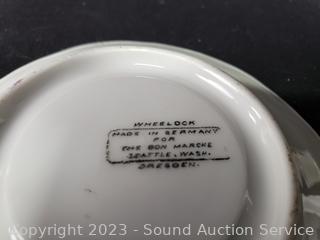 WHEELOCK
MADE IN GERMANY
FOR
THE BON MARCHE
SEATTLE, WASH.
DRESDEN.
Copyright 2023 - Sound Auction Service